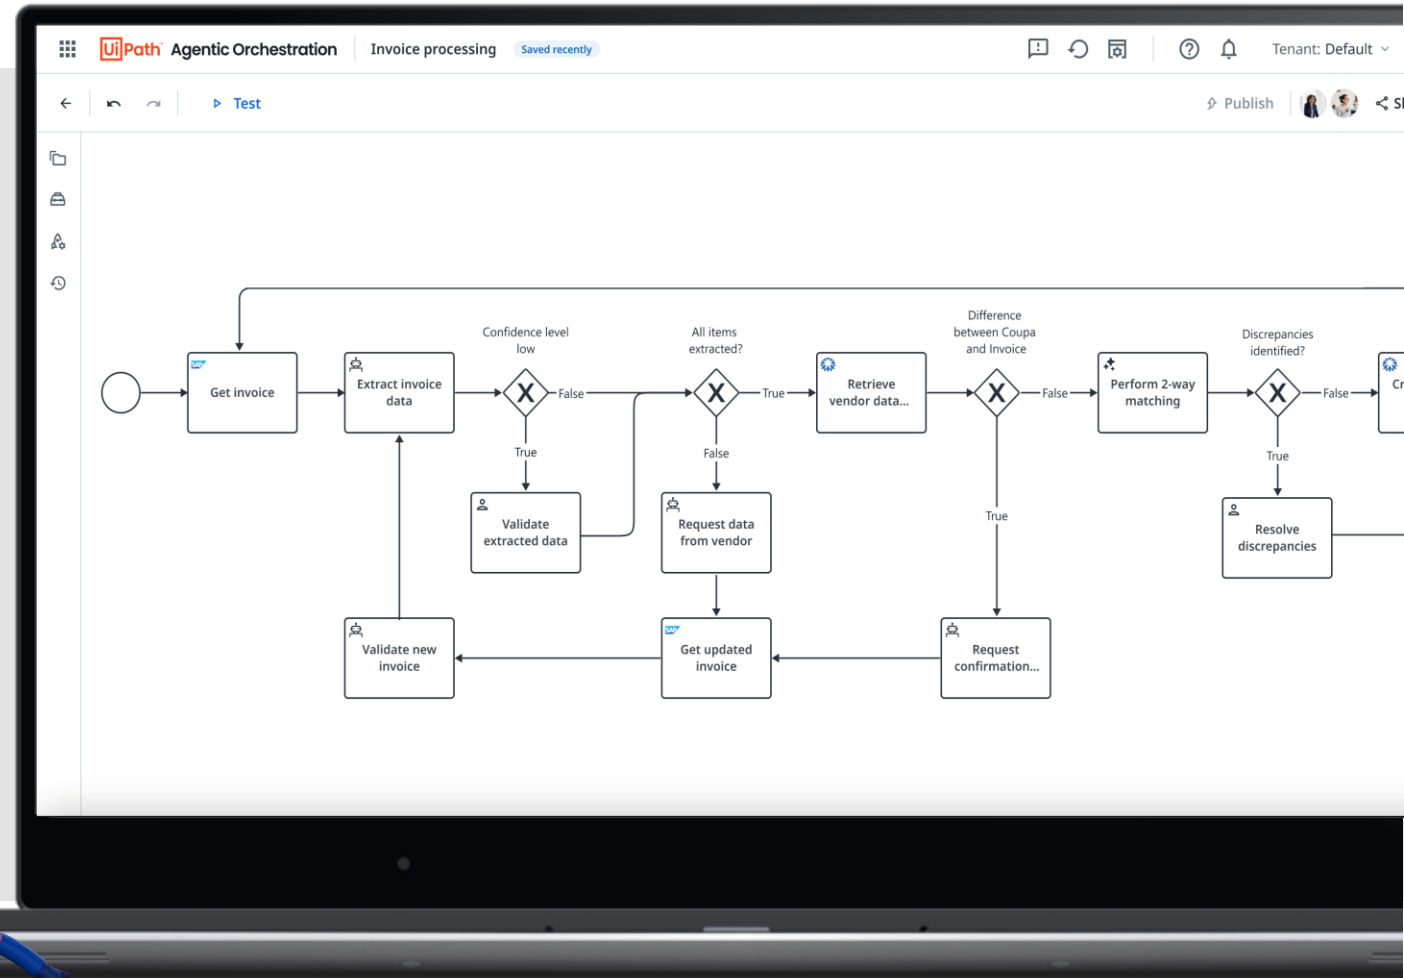 UiPath Agentic Orchestration
Invoice processing
Saved recently
Tenant: Default
Test
Publish
Confidence level
low
All items
extracted?
Difference
between Coupa
and Invoice
Discrepancies
identified?
SAP
Get invoice
Extract invoice
data
X
False
X
True
Retrieve
vendor data...
X
False
Perform 2-way
matching
X
False
True
False
True
True
Validate
extracted data
Request data
from vendor
Resolve
discrepancies
Validate new
invoice
SAP
Get updated
invoice
Request
confirmation...